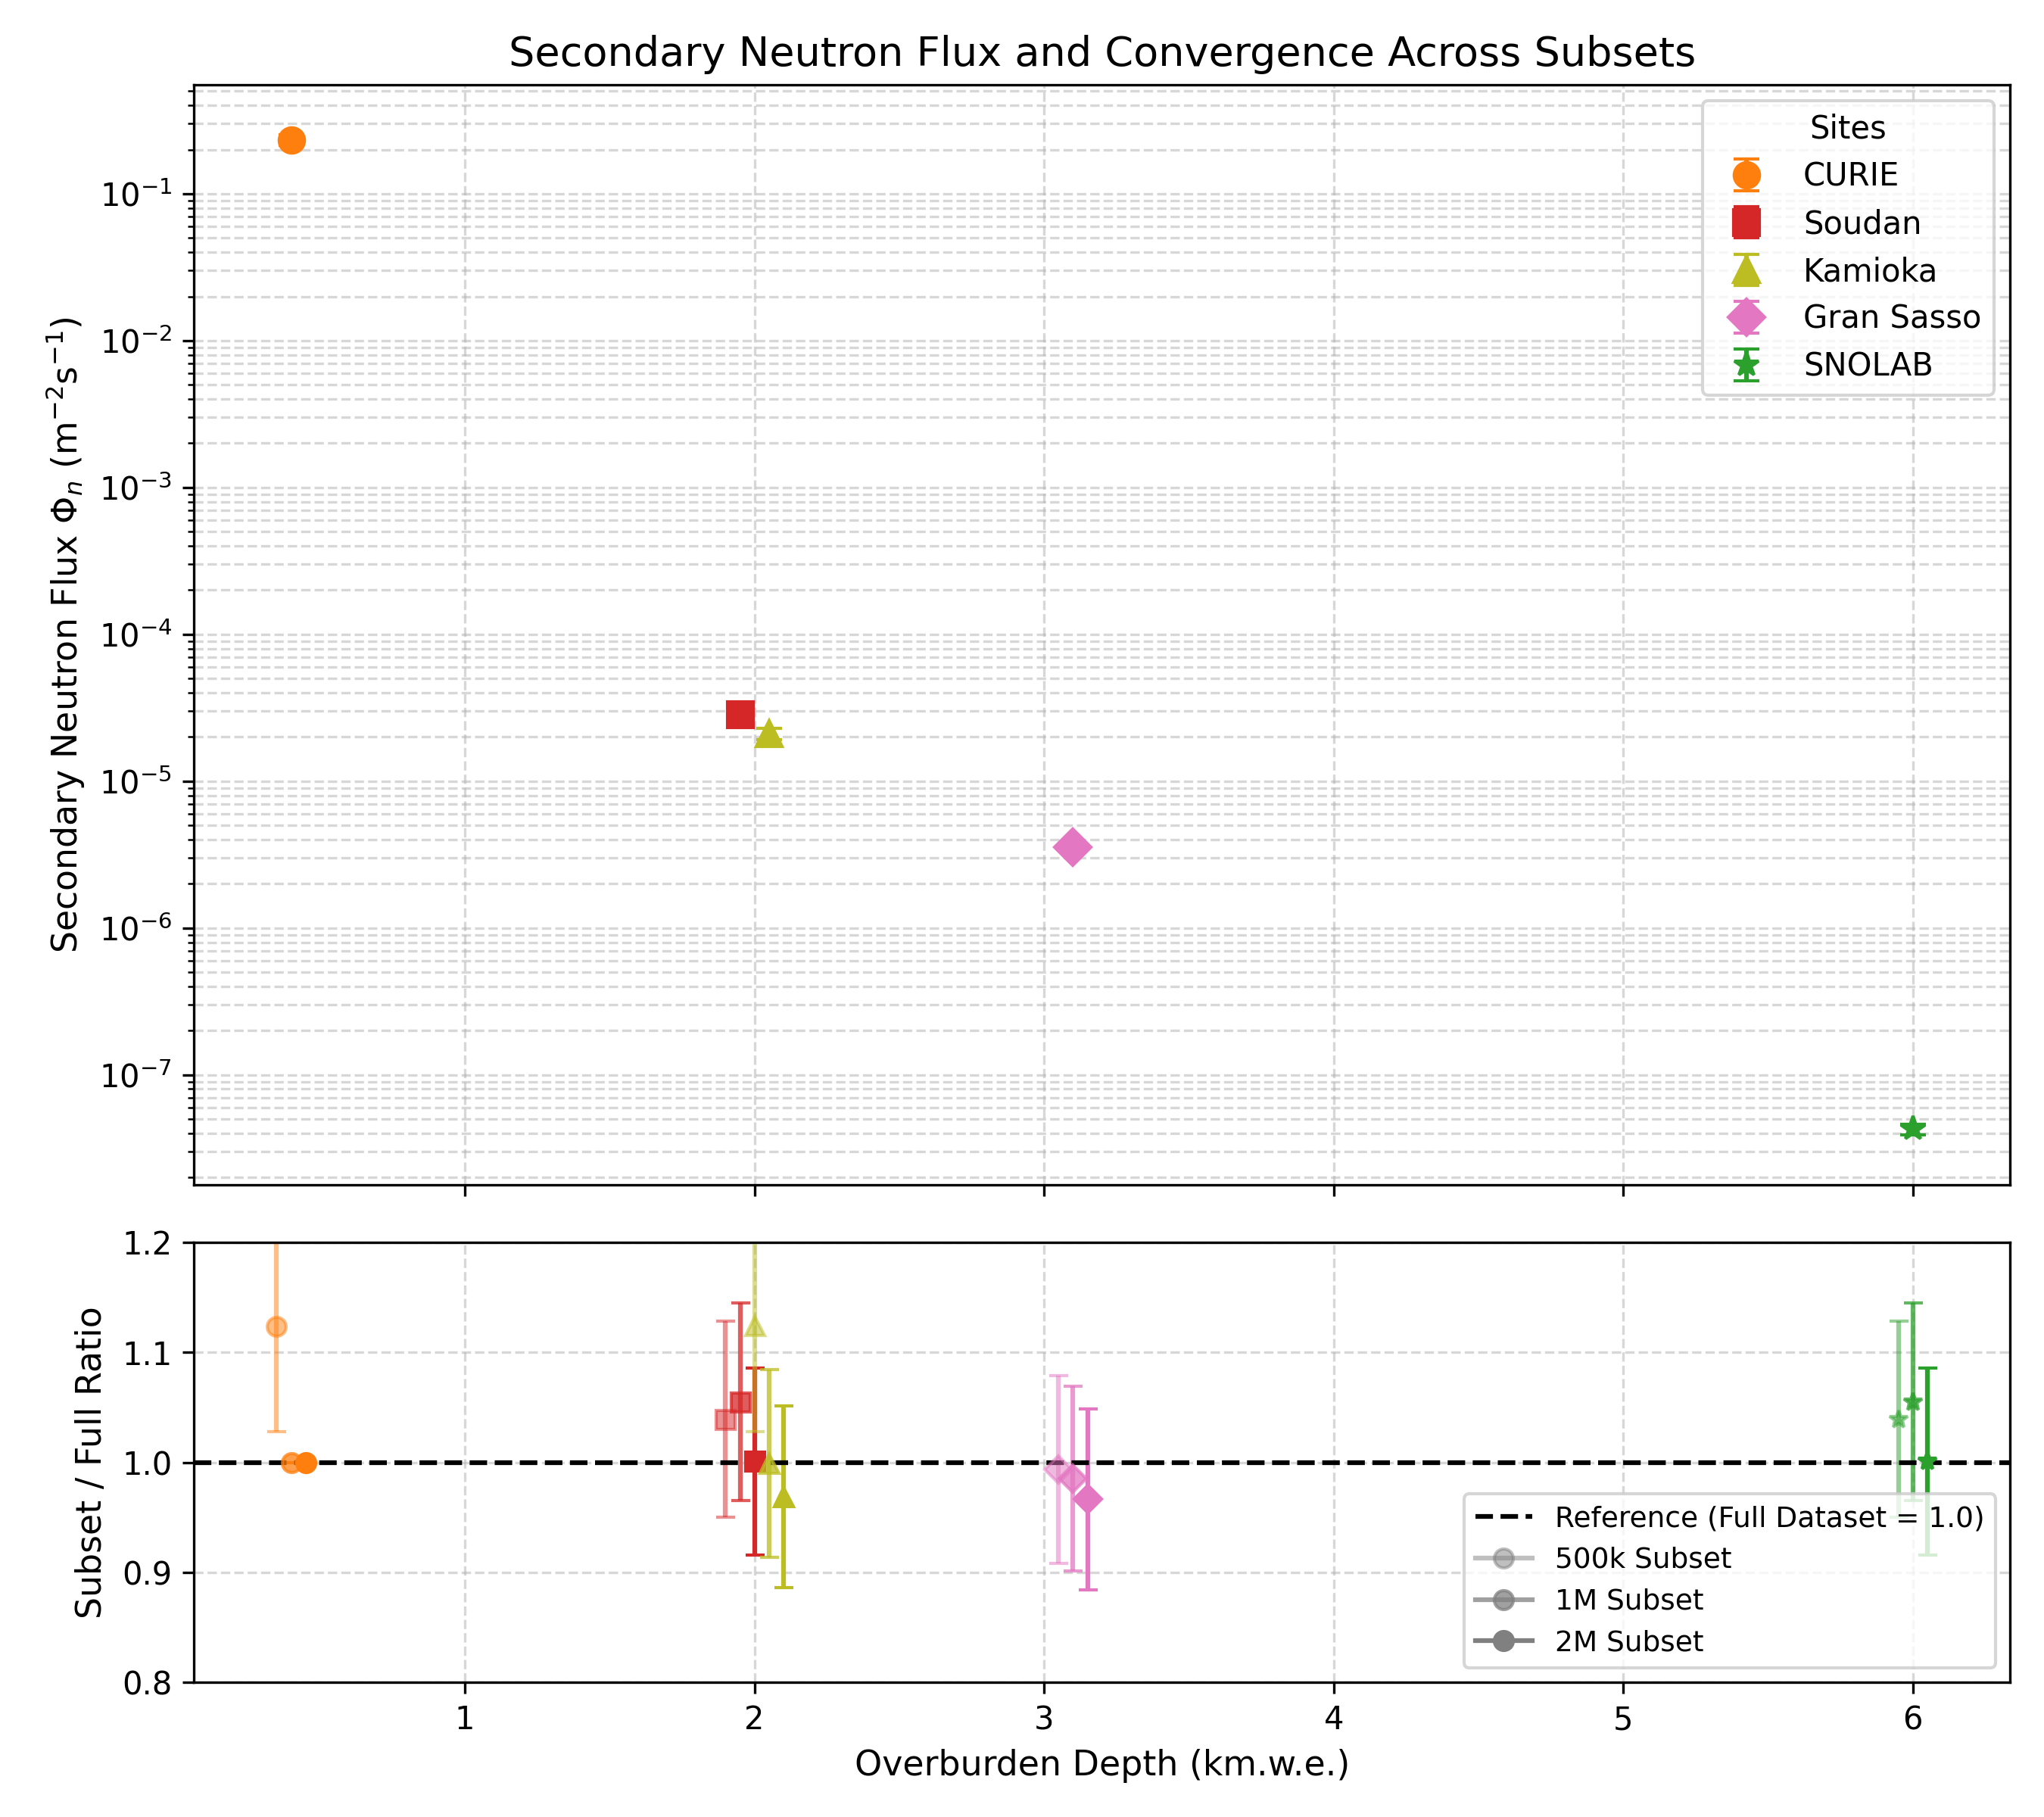 Secondary Neutron Flux and Convergence Across Subsets
Secondary Neutron Flux Φₙ (m⁻²s⁻¹)
10⁻¹
10⁻²
10⁻³
10⁻⁴
10⁻⁵
10⁻⁶
10⁻⁷
Sites
CURIE
Soudan
Kamioka
Gran Sasso
SNOLAB
Subset / Full Ratio
1.2
1.1
1.0
0.9
0.8
Reference (Full Dataset = 1.0)
500k Subset
1M Subset
2M Subset
1 2 3 4 5 6
Overburden Depth (km.w.e.)